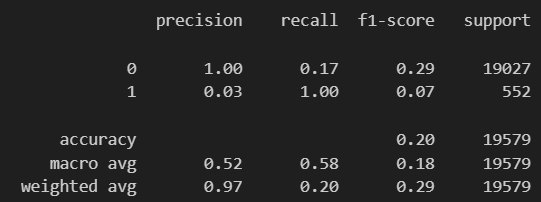 precision recall f1-score support
0 1.00 0.17 0.29 19027
1 0.03 1.00 0.07 552
accuracy 0.20 19579
macro avg 0.52 0.58 0.18 19579
weighted avg 0.97 0.20 0.29 19579